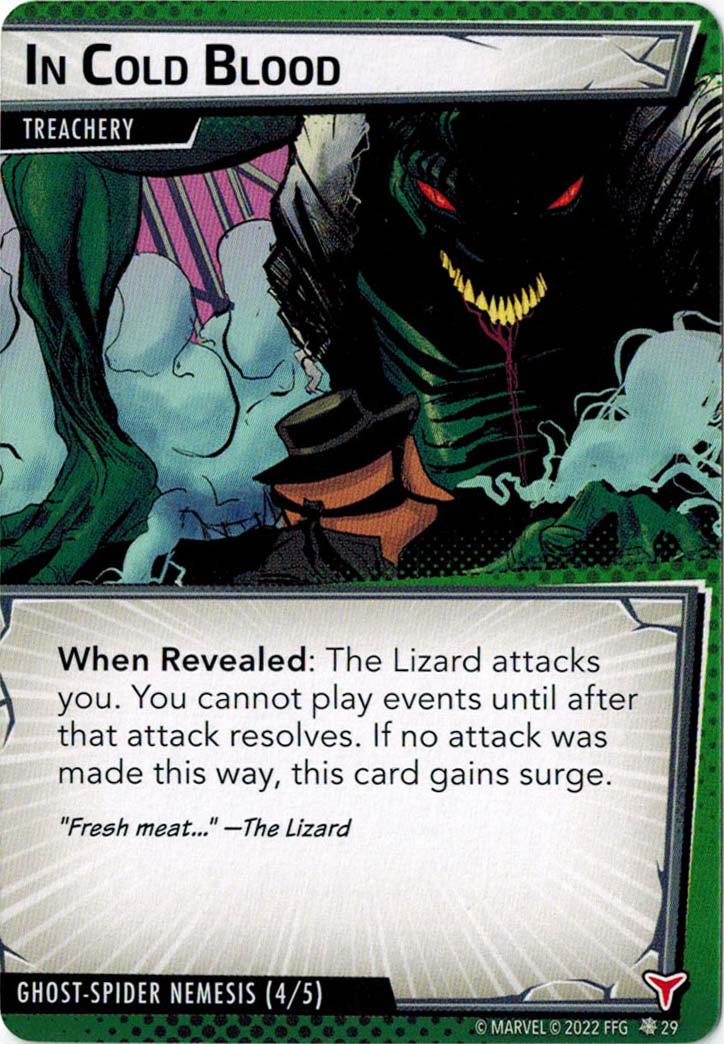 IN COLD BLOOD
TREACHERY
When Revealed: The Lizard attacks
you. You cannot play events until after
that attack resolves. If no attack was
made this way, this card gains surge.
"Fresh meat..." —The Lizard
GHOST-SPIDER NEMESIS (4/5)
© MARVEL © 2022 FFG 29